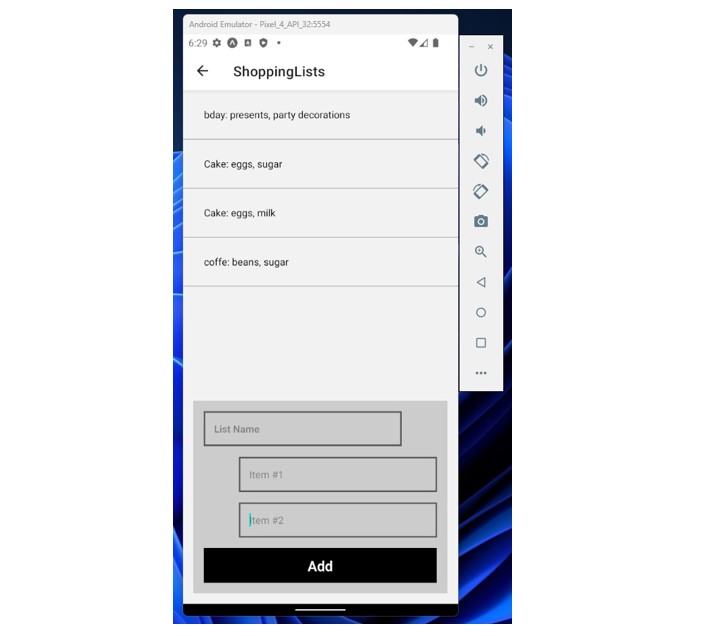 Android Emulator - Pixel_4_API_32:5554
6:29
ShoppingLists
bday: presents, party decorations
Cake: eggs, sugar
Cake: eggs, milk
coffe: beans, sugar
List Name
Item #1
Item #2
Add